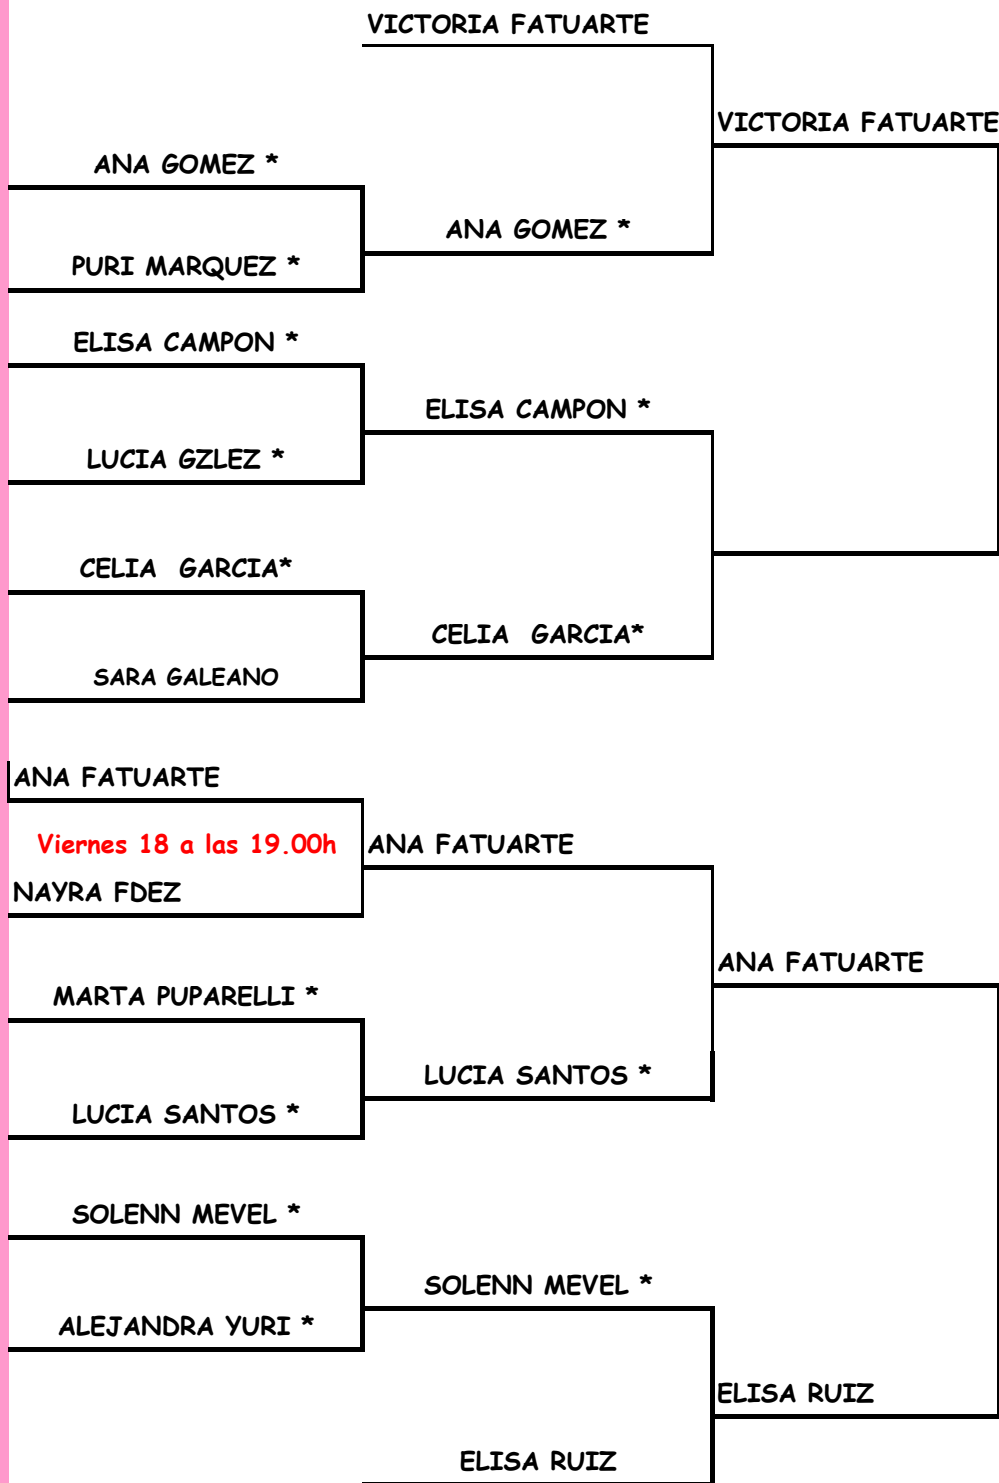 VICTORIA FATUARTE
VICTORIA FATUARTE
ANA GOMEZ *
ANA GOMEZ *
PURI MARQUEZ *
ELISA CAMPON *
ELISA CAMPON *
LUCIA GZLEZ *
CELIA  GARCIA*
CELIA  GARCIA*
SARA GALEANO
ANA FATUARTE
Viernes 18 a las 19.00h
ANA FATUARTE
NAYRA FDEZ
ANA FATUARTE
MARTA PUPARELLI *
LUCIA SANTOS *
LUCIA SANTOS *
SOLENN MEVEL *
SOLENN MEVEL *
ALEJANDRA YURI *
ELISA RUIZ
ELISA RUIZ